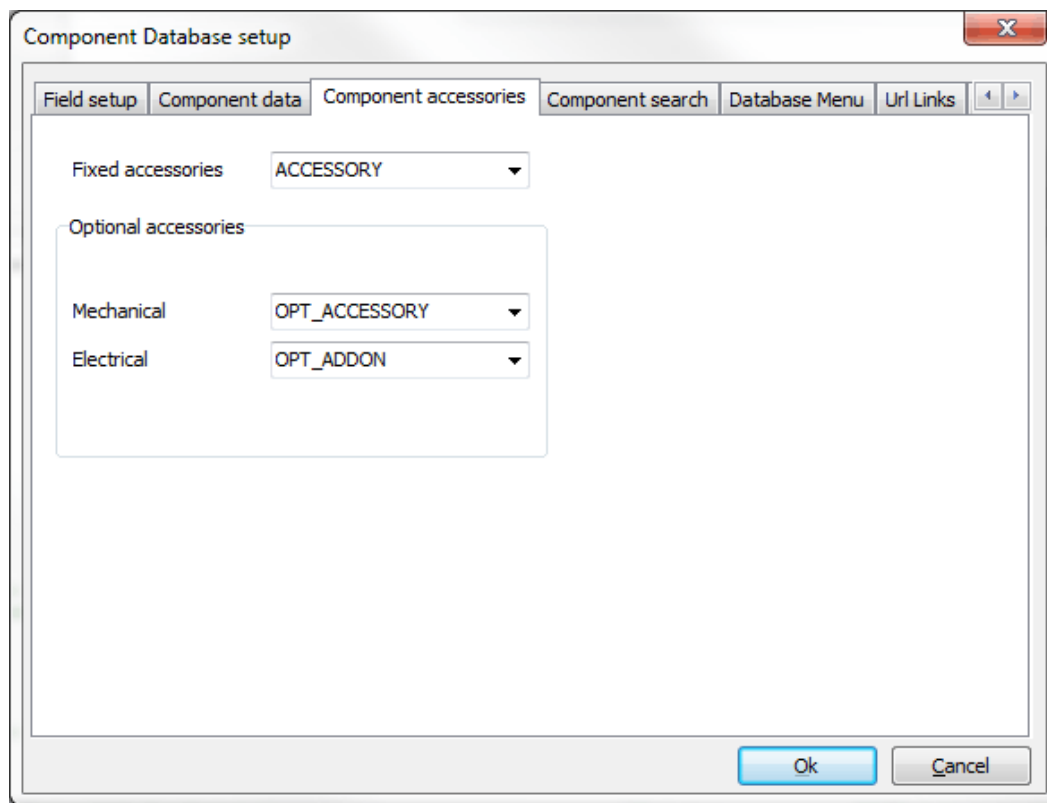 Component Database setup
Field setup Component data Component accessories Component search Database Menu Url Links
Fixed accessories ACCESSORY
Optional accessories
Mechanical OPT_ACCESSORY
Electrical OPT_ADDON
Ok Cancel